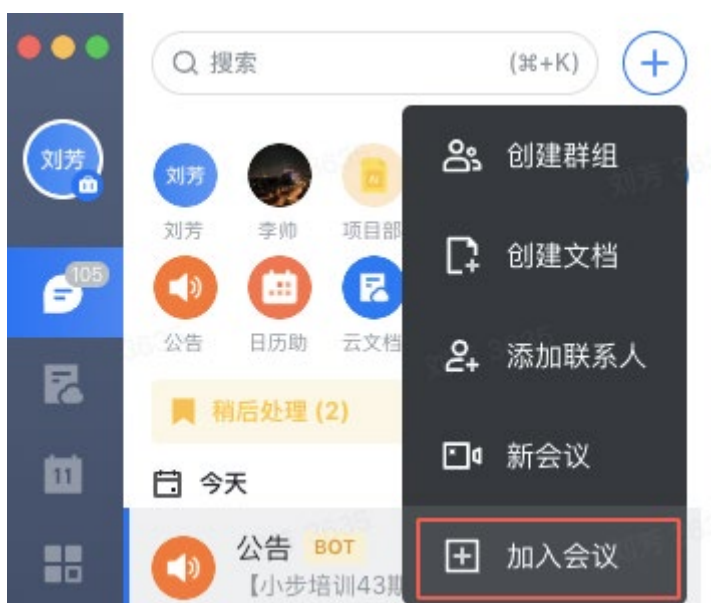 搜索 (⌘+K)
刘芳
105
11
刘芳
刘芳 李帅 项目部
公告 日历助 云文档
稍后处理 (2)
今天
公告 BOT
【小步培训43期
创建群组
创建文档
添加联系人
新会议
加入会议